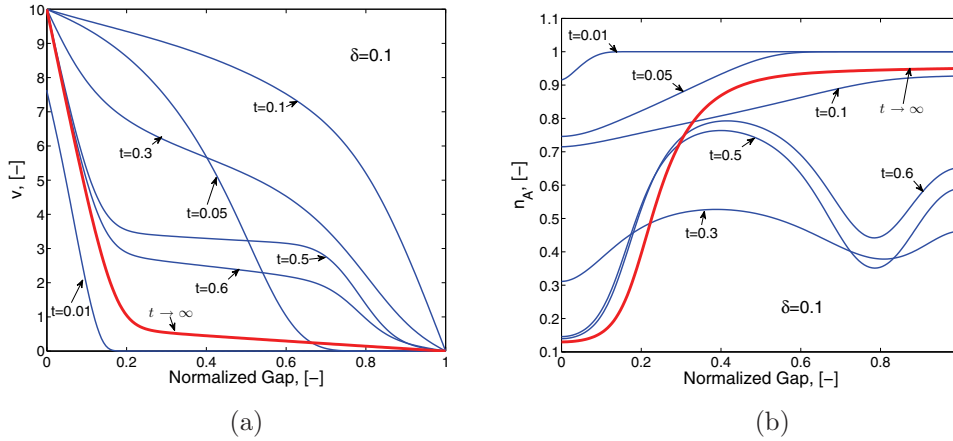 10
9
8
7
6
5
4
3
2
1
0
v, [-]
δ=0.1
t=0.1
t=0.3
t=0.05
t=0.5
t=0.6
t=0.01
t → ∞
0
0.2
0.4
0.6
0.8
1
Normalized Gap, [-]
(a)
1.1
1
0.9
0.8
0.7
0.6
0.5
0.4
0.3
0.2
0.1
n_A, [-]
t=0.01
t=0.05
t=0.1
t → ∞
t=0.5
t=0.6
t=0.3
δ=0.1
0
0.2
0.4
0.6
0.8
Normalized Gap, [-]
(b)